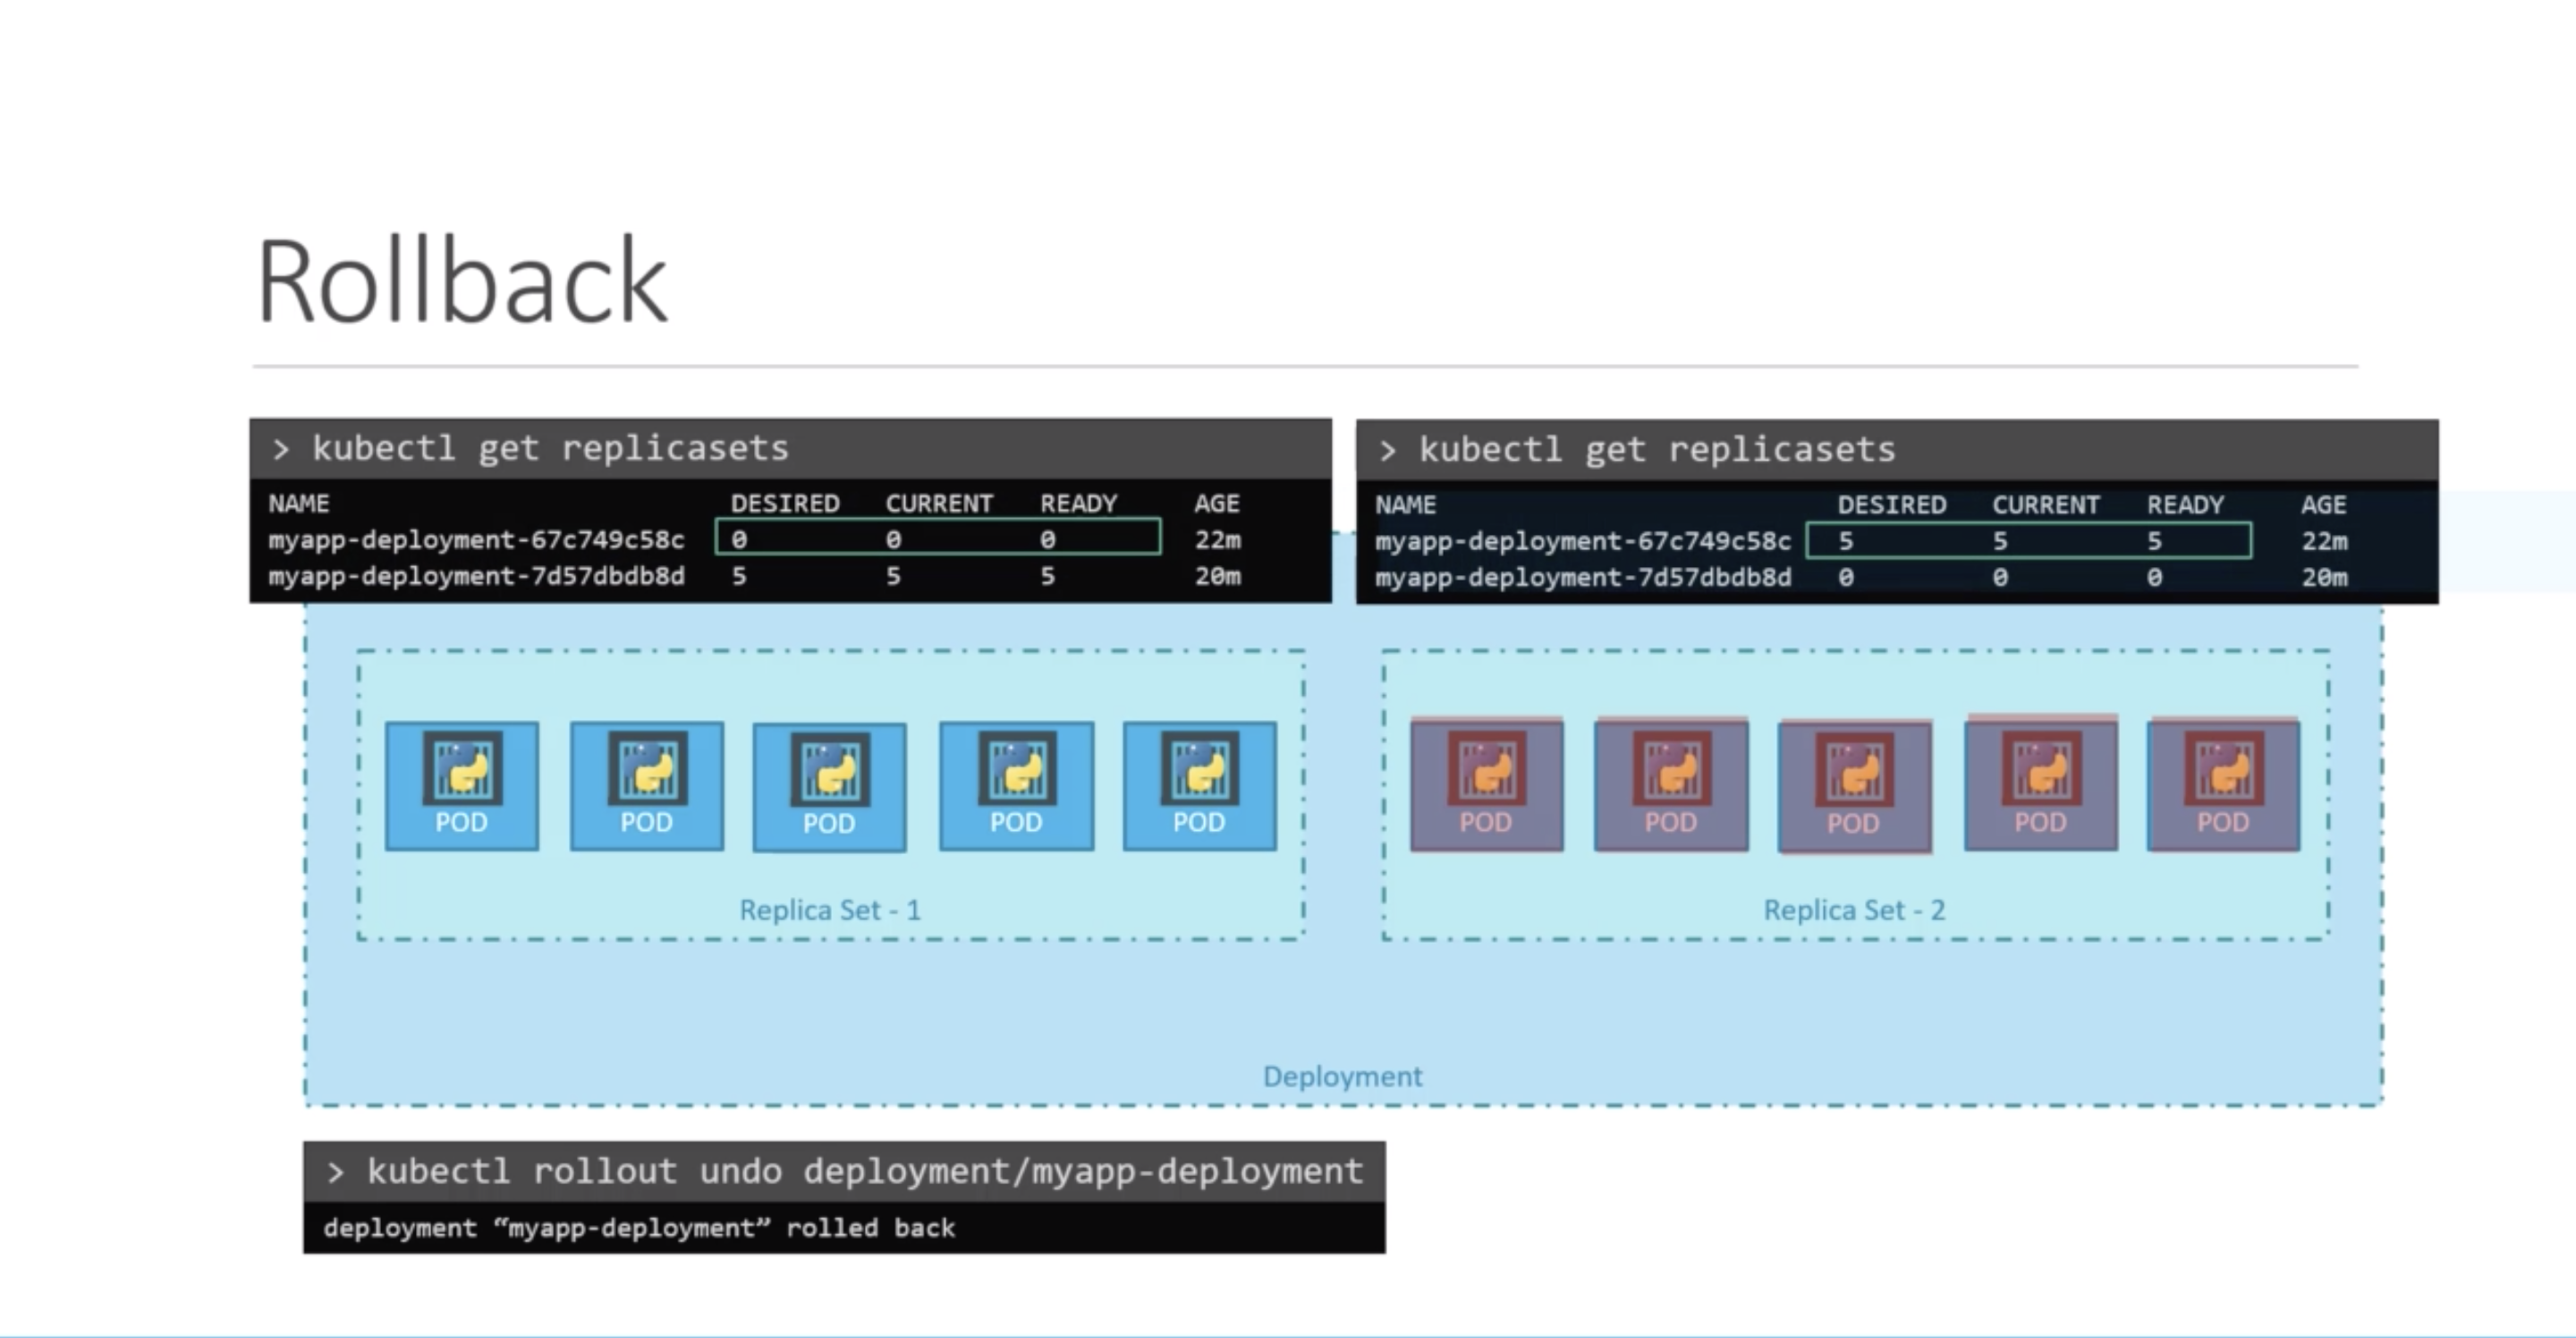 Rollback
> kubectl get replicasets
NAME DESIRED CURRENT READY AGE
myapp-deployment-67c749c58c 0 0 0 22m
myapp-deployment-7d57dbdb8d 5 5 5 20m
> kubectl get replicasets
NAME DESIRED CURRENT READY AGE
myapp-deployment-67c749c58c 5 5 5 22m
myapp-deployment-7d57dbdb8d 0 0 0 20m
POD POD POD POD POD
Replica Set - 1
POD POD POD POD POD
Replica Set - 2
Deployment
> kubectl rollout undo deployment/myapp-deployment
deployment “myapp-deployment” rolled back